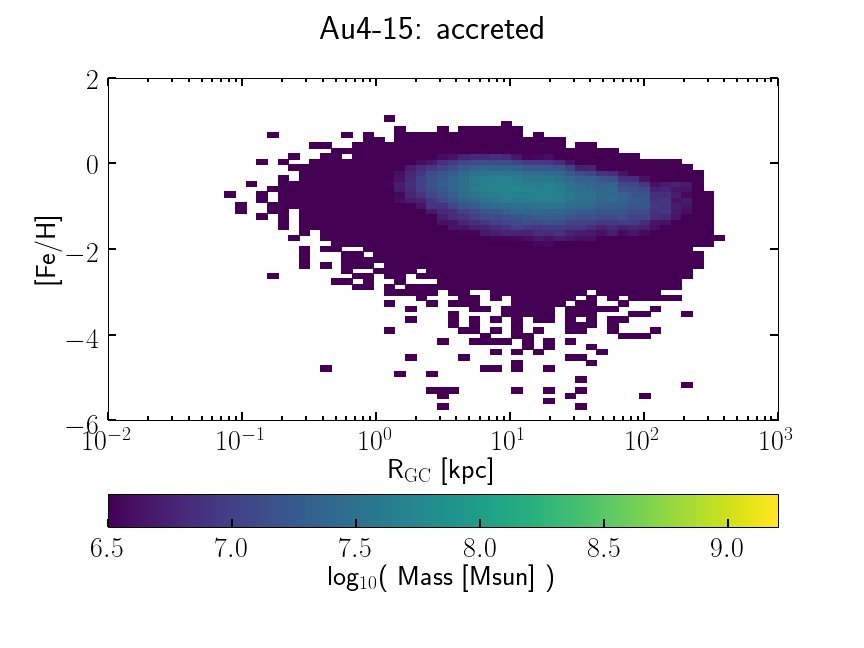 Au4-15: accreted
2
0
−2
−4
−6
[Fe/H]
10⁻² 10⁻¹ 10⁰ 10¹ 10² 10³
R_GC [kpc]
6.5 7.0 7.5 8.0 8.5 9.0
log₁₀( Mass [Msun] )